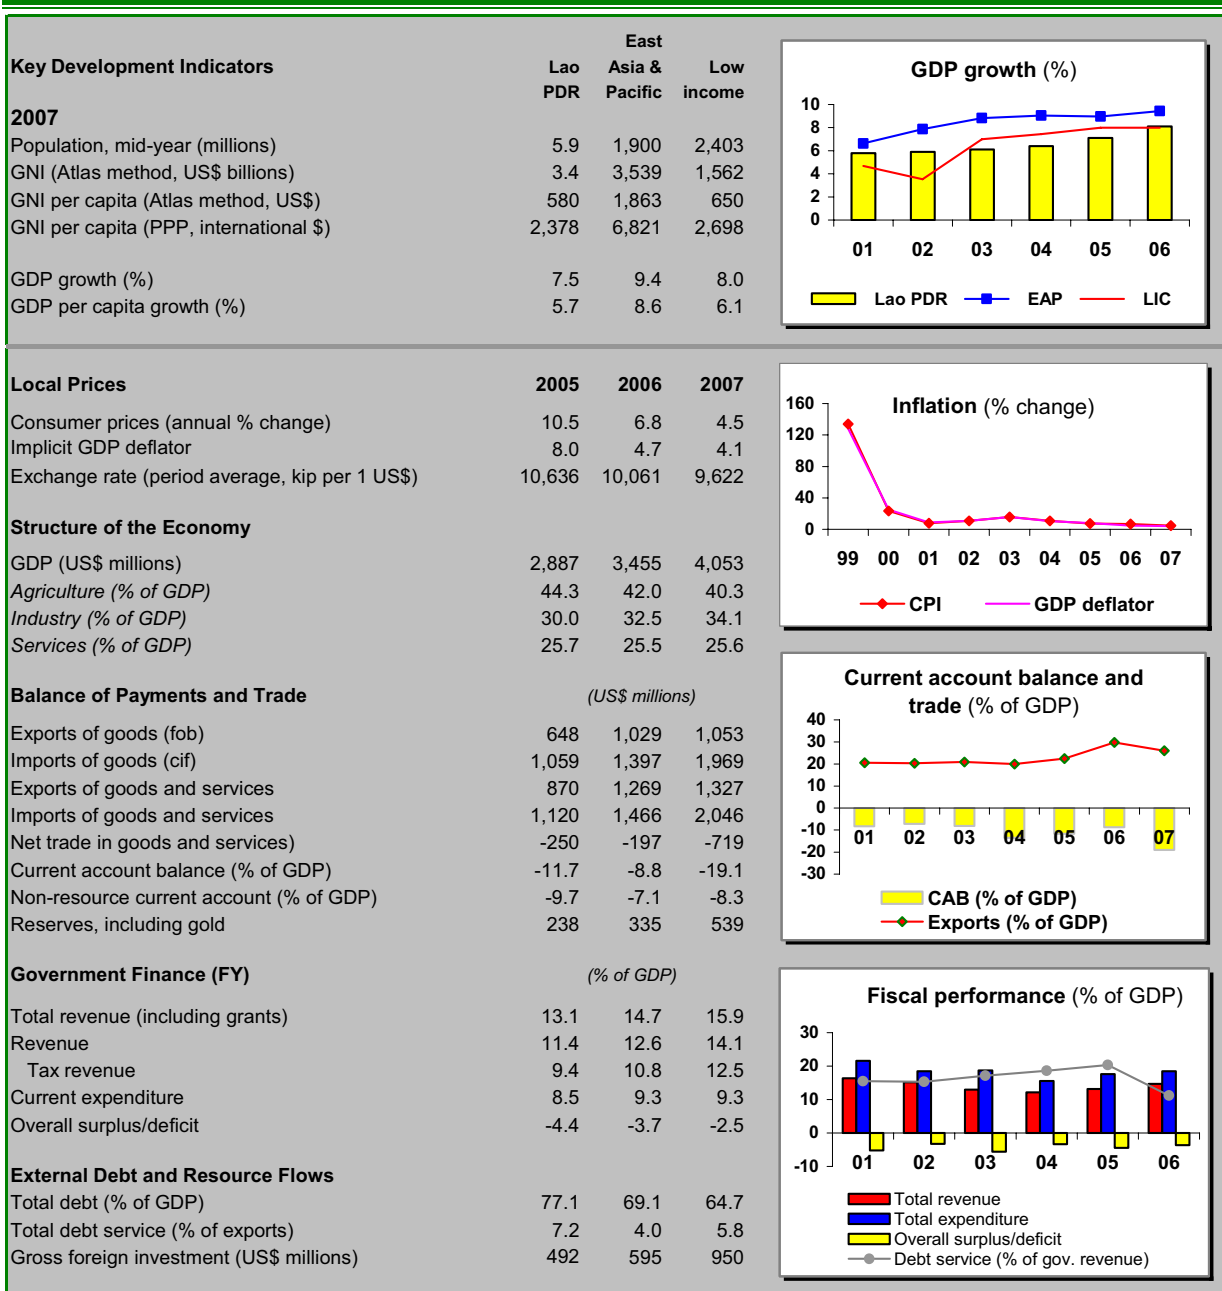 Key Development Indicators Lao PDR East Asia & Pacific Low income
2007
Population, mid-year (millions) 5.9 1,900 2,403
GNI (Atlas method, US$ billions) 3.4 3,539 1,562
GNI per capita (Atlas method, US$) 580 1,863 650
GNI per capita (PPP, international $) 2,378 6,821 2,698
GDP growth (%) 7.5 9.4 8.0
GDP per capita growth (%) 5.7 8.6 6.1
GDP growth (%)
10
8
6
4
2
0
01 02 03 04 05 06
Lao PDR EAP LIC
Local Prices 2005 2006 2007
Consumer prices (annual % change) 10.5 6.8 4.5
Implicit GDP deflator 8.0 4.7 4.1
Exchange rate (period average, kip per 1 US$) 10,636 10,061 9,622
Structure of the Economy
GDP (US$ millions) 2,887 3,455 4,053
Agriculture (% of GDP) 44.3 42.0 40.3
Industry (% of GDP) 30.0 32.5 34.1
Services (% of GDP) 25.7 25.5 25.6
Inflation (% change)
160
120
80
40
0
99 00 01 02 03 04 05 06 07
CPI GDP deflator
Balance of Payments and Trade (US$ millions)
Exports of goods (fob) 648 1,029 1,053
Imports of goods (cif) 1,059 1,397 1,969
Exports of goods and services 870 1,269 1,327
Imports of goods and services 1,120 1,466 2,046
Net trade in goods and services) -250 -197 -719
Current account balance (% of GDP) -11.7 -8.8 -19.1
Non-resource current account (% of GDP) -9.7 -7.1 -8.3
Reserves, including gold 238 335 539
Current account balance and
trade (% of GDP)
40
30
20
10
0
-10
-20
-30
01 02 03 04 05 06 07
CAB (% of GDP)
Exports (% of GDP)
Government Finance (FY) (% of GDP)
Total revenue (including grants) 13.1 14.7 15.9
Revenue 11.4 12.6 14.1
Tax revenue 9.4 10.8 12.5
Current expenditure 8.5 9.3 9.3
Overall surplus/deficit -4.4 -3.7 -2.5
External Debt and Resource Flows
Total debt (% of GDP) 77.1 69.1 64.7
Total debt service (% of exports) 7.2 4.0 5.8
Gross foreign investment (US$ millions) 492 595 950
Fiscal performance (% of GDP)
30
20
10
0
-10
01 02 03 04 05 06
Total revenue
Total expenditure
Overall surplus/deficit
Debt service (% of gov. revenue)